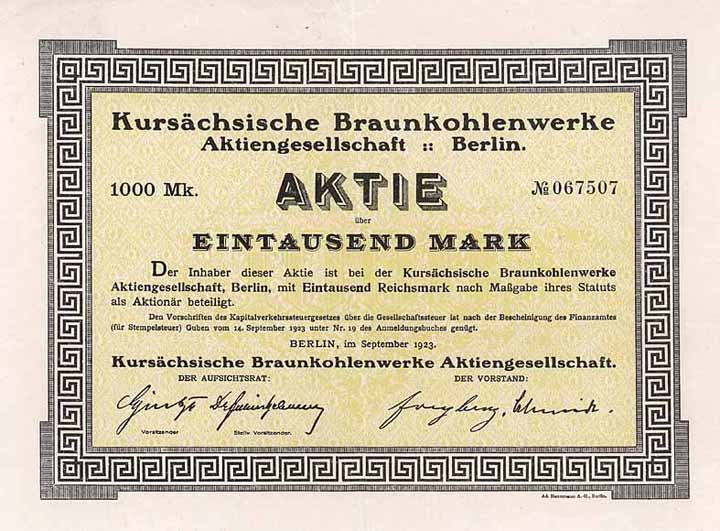 Kursächsische Braunkohlenwerke
Aktiengesellschaft :: Berlin.
1000 Mk. AKTIE № 067507
über
EINTAUSEND MARK
Der Inhaber dieser Aktie ist bei der Kursächsische Braunkohlenwerke
Aktiengesellschaft, Berlin, mit Eintausend Reichsmark nach Maßgabe ihres Statuts
als Aktionär beteiligt.
Den Vorschriften des Kapitalverkehrssteuergesetzes über die Gesellschaftssteuer ist nach der Bescheinigung des Finanzamtes
(für Stempelsteuer) Guben vom 14. September 1923 unter Nr. 19 des Anmeldungsbuches genügt.
BERLIN, im September 1923.
Kursächsische Braunkohlenwerke Aktiengesellschaft.
DER AUFSICHTSRAT: DER VORSTAND:
Vorsitzender Stellv. Vorsitzender.
A.-G., Berlin.